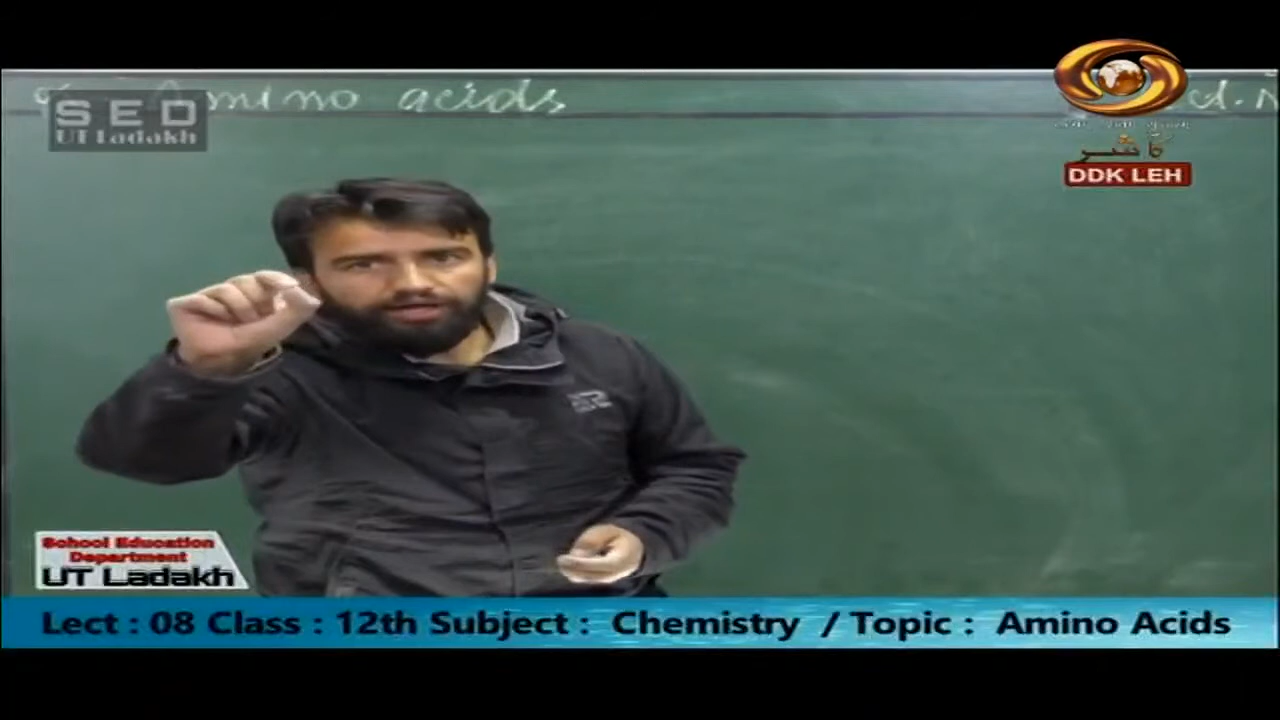 Amino acids
SED
UT Ladakh
كٲشُر
DDK LEH
School Education
Department
UT Ladakh
Lect : 08 Class : 12th Subject : Chemistry / Topic : Amino Acids